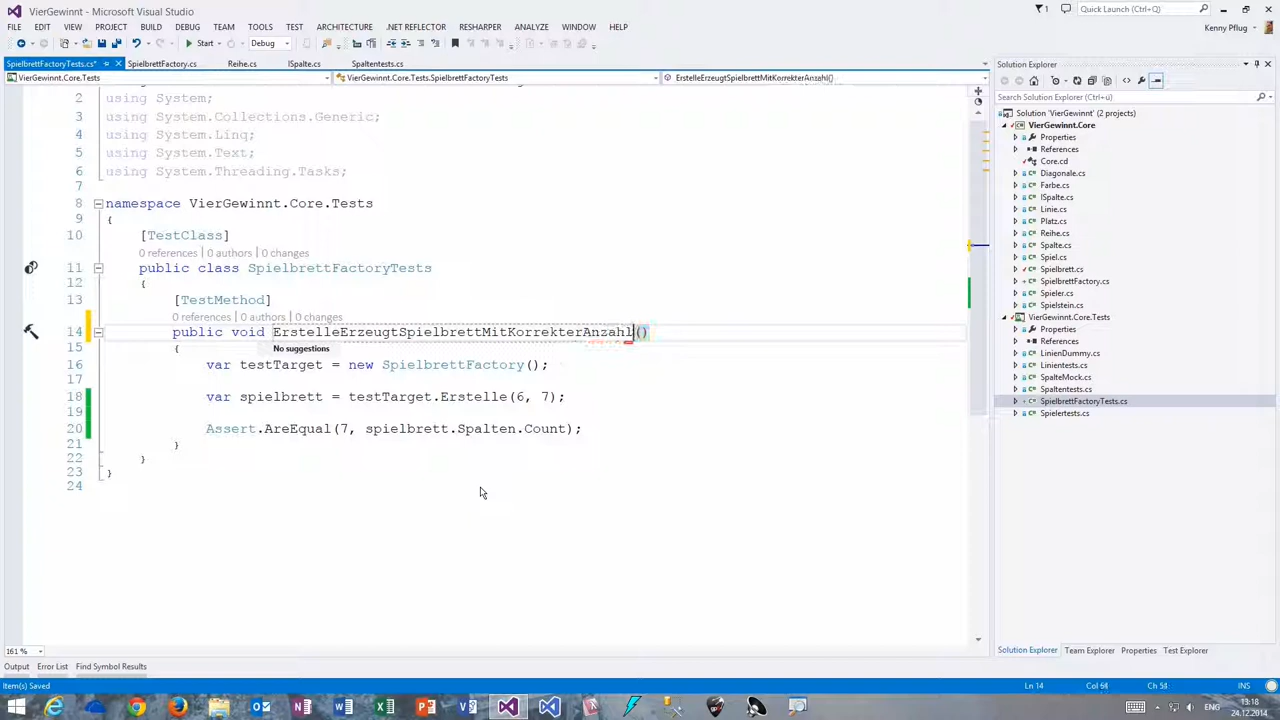 VierGewinnt - Microsoft Visual Studio
Quick Launch (Ctrl+Q)
FILE EDIT VIEW PROJECT BUILD DEBUG TEAM TOOLS TEST ARCHITECTURE .NET REFLECTOR RESHARPER ANALYZE WINDOW HELP
Kenny Pflug
Start Debug
SpielbrettFactoryTests.cs* SpielbrettFactory.cs Reihe.cs ISpalte.cs Spaltentests.cs
VierGewinnt.Core.Tests VierGewinnt.Core.Tests.SpielbrettFactoryTests ErstelleErzeugtSpielbrettMitKorrekterAnzahl()
2 using System;
3 using System.Collections.Generic;
4 using System.Linq;
5 using System.Text;
6 using System.Threading.Tasks;
7
8 namespace VierGewinnt.Core.Tests
9 {
10 [TestClass]
0 references | 0 authors | 0 changes
11 public class SpielbrettFactoryTests
12 {
13 [TestMethod]
0 references | 0 authors | 0 changes
14 public void ErstelleErzeugtSpielbrettMitKorrekterAnzahl()
15 {
No suggestions
16 var testTarget = new SpielbrettFactory();
17
18 var spielbrett = testTarget.Erstelle(6, 7);
19
20 Assert.AreEqual(7, spielbrett.Spalten.Count);
21 }
22 }
23 }
24
161 %
Output Error List Find Symbol Results
Solution Explorer
Search Solution Explorer (Ctrl+ü)
Solution 'VierGewinnt' (2 projects)
VierGewinnt.Core
Properties
References
Core.cd
Diagonale.cs
Farbe.cs
ISpalte.cs
Linie.cs
Platz.cs
Reihe.cs
Spalte.cs
Spiel.cs
Spielbrett.cs
SpielbrettFactory.cs
Spieler.cs
Spielstein.cs
VierGewinnt.Core.Tests
Properties
References
LinienDummy.cs
Linientests.cs
SpalteMock.cs
Spaltentests.cs
SpielbrettFactoryTests.cs
Spielertests.cs
Solution Explorer Team Explorer Properties Test Explorer
Item(s) Saved Ln 14 Col 61 Ch 51 INS
ENG 13:18
24.12.2014